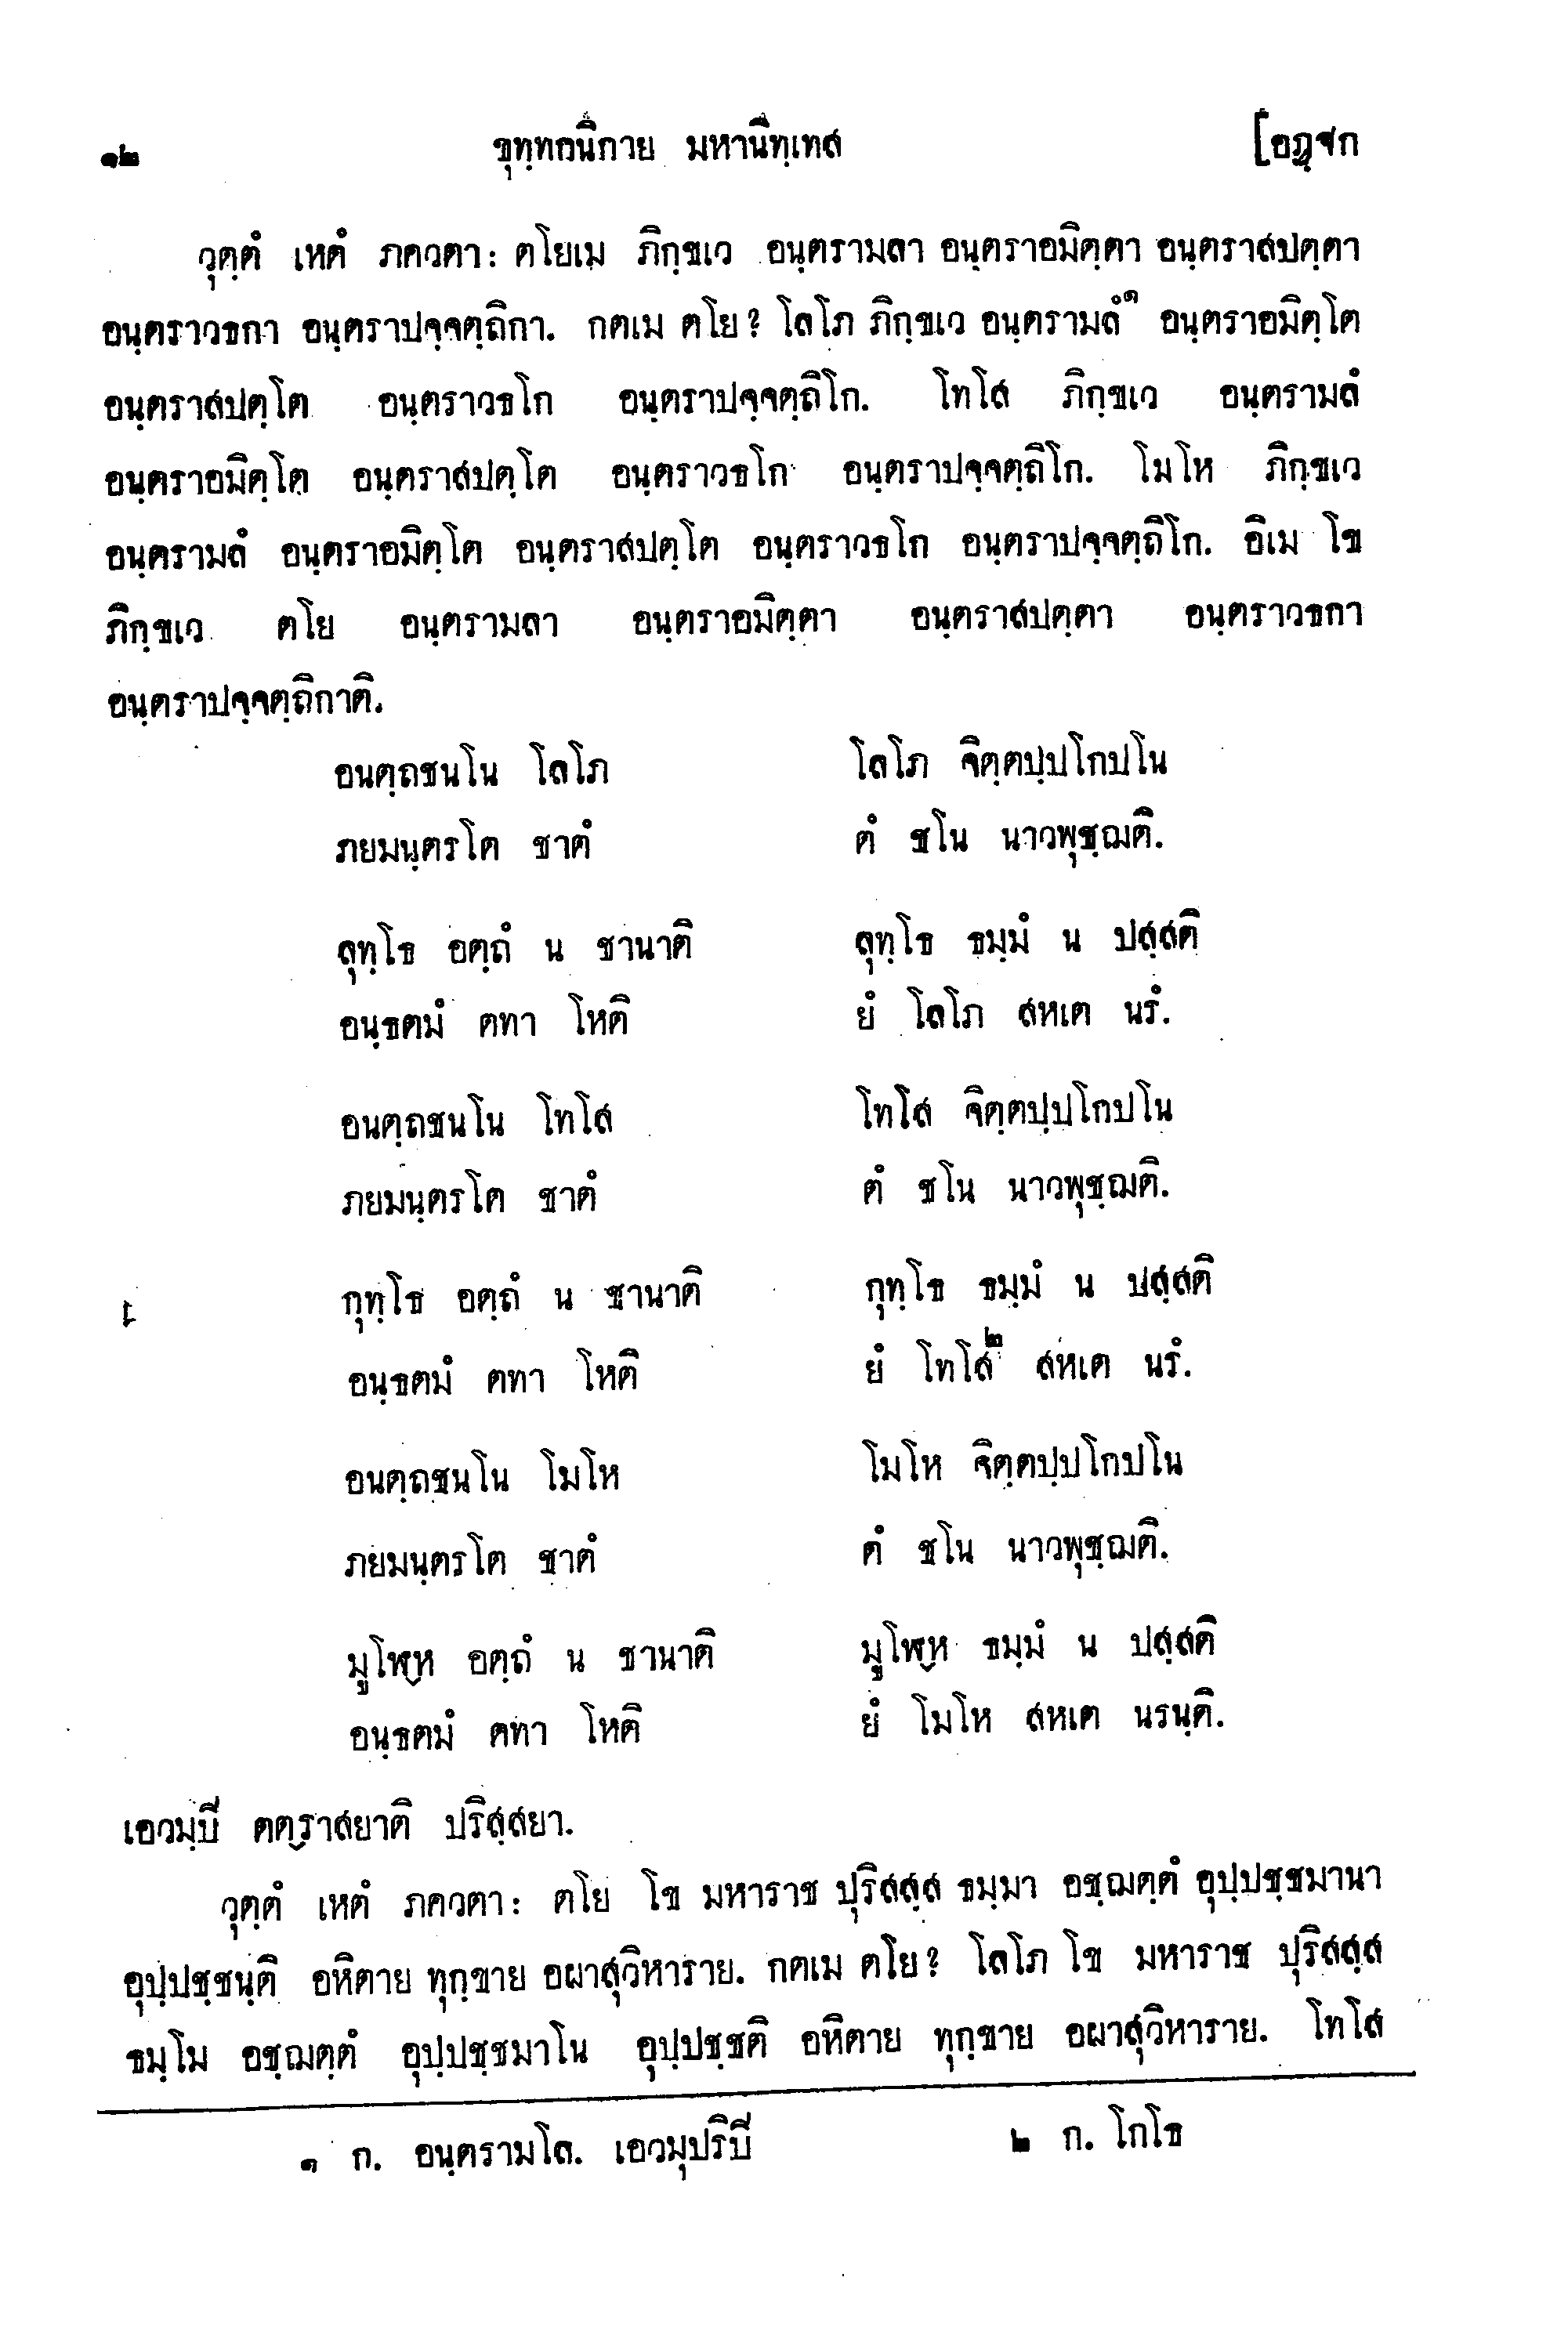 ๑๒ ขุทฺทกนิกาย มหานิทฺเทส [อฏฺฐก
วุตฺตํ เหตํ ภควตา: ตโยเม ภิกฺขเว อนฺตรามลา อนฺตราอมิตฺตา อนฺตราสปตฺตา
อนฺตราวธกา อนฺตราปจฺจตฺถิกา. กตเม ตโย? โลโภ ภิกฺขเว อนฺตรามลํ๑ อนฺตราอมิตฺโต
อนฺตราสปตฺโต อนฺตราวธโก อนฺตราปจฺจตฺถิโก. โทโส ภิกฺขเว อนฺตรามลํ
อนฺตราอมิตฺโต อนฺตราสปตฺโต อนฺตราวธโก อนฺตราปจฺจตฺถิโก. โมโห ภิกฺขเว
อนฺตรามลํ อนฺตราอมิตฺโต อนฺตราสปตฺโต อนฺตราวธโก อนฺตราปจฺจตฺถิโก. อิเม โข
ภิกฺขเว ตโย อนฺตรามลา อนฺตราอมิตฺตา อนฺตราสปตฺตา อนฺตราวธกา
อนฺตราปจฺจตฺถิกาติ.
อนตฺถชนโน โลโภ โลโภ จิตฺตปฺปโกปโน
ภยมนฺตรโต ชาตํ ตํ ชโน นาวพุชฺฌติ.
ลุทฺโธ อตฺถํ น ชานาติ ลุทฺโธ ธมฺมํ น ปสฺสติ
อนฺธตมํ ตทา โหติ ยํ โลโภ สหเต นรํ.
อนตฺถชนโน โทโส โทโส จิตฺตปฺปโกปโน
ภยมนฺตรโต ชาตํ ตํ ชโน นาวพุชฺฌติ.
กุทฺโธ อตฺถํ น ชานาติ กุทฺโธ ธมฺมํ น ปสฺสติ
อนฺธตมํ ตทา โหติ ยํ โทโส๒ สหเต นรํ.
อนตฺถชนโน โมโห โมโห จิตฺตปฺปโกปโน
ภยมนฺตรโต ชาตํ ตํ ชโน นาวพุชฺฌติ.
มูโฬฺห อตฺถํ น ชานาติ มูโฬฺห ธมฺมํ น ปสฺสติ
อนฺธตมํ ตทา โหติ ยํ โมโห สหเต นรนฺติ.
เอวมฺปิ ตตฺราสยาติ ปริสฺสยา.
วุตฺตํ เหตํ ภควตา: ตโย โข มหาราช ปุริสสฺส ธมฺมา อชฺฌตฺตํ อุปฺปชฺชมานา
อุปฺปชฺชนฺติ อหิตาย ทุกฺขาย อผาสุวิหาราย. กตเม ตโย? โลโภ โข มหาราช ปุริสสฺส
ธมฺโม อชฺฌตฺตํ อุปฺปชฺชมาโน อุปฺปชฺชติ อหิตาย ทุกฺขาย อผาสุวิหาราย. โทโส
๑ ก. อนฺตรามโล. เอวมุปริปิ ๒ ก. โกโธ